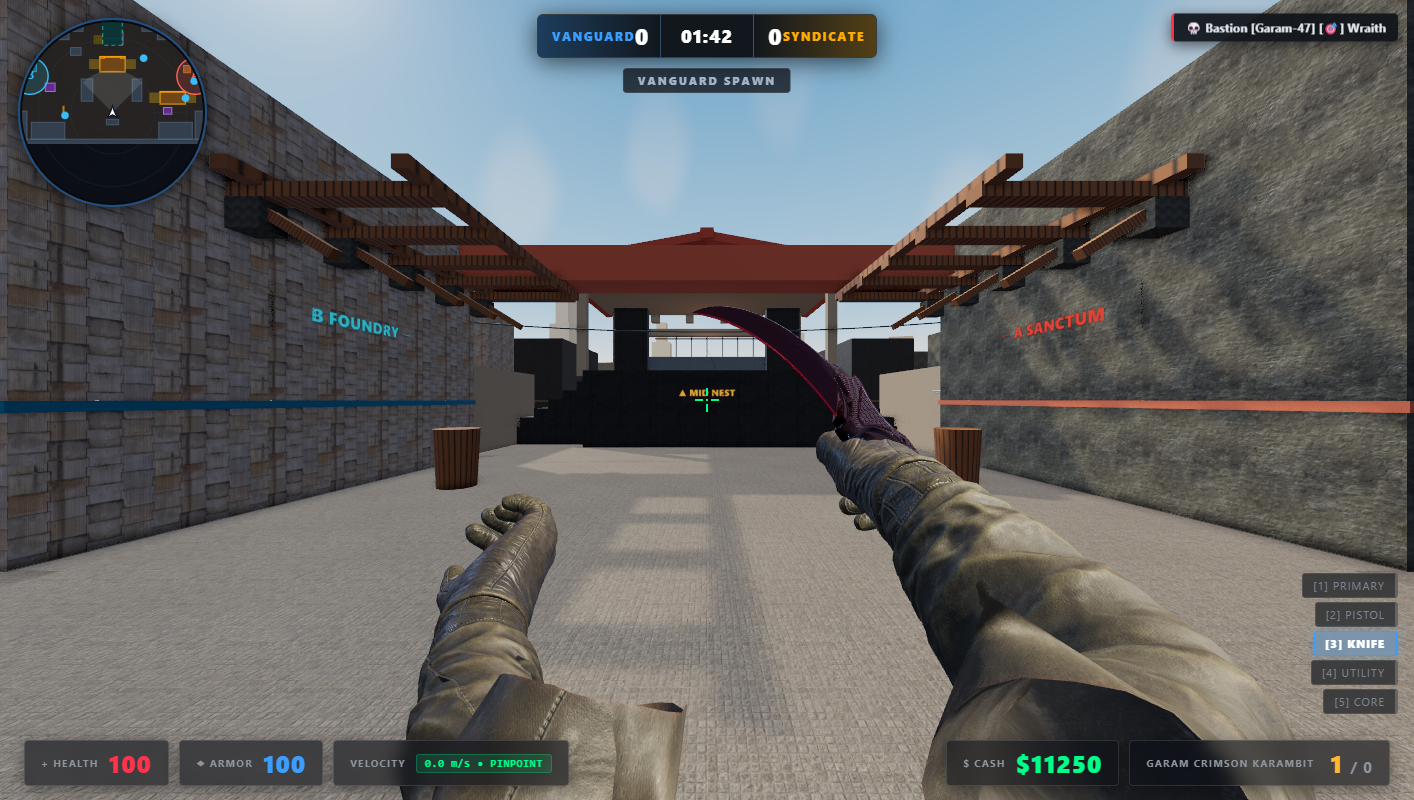 VANGUARD 0 01:42 0 SYNDICATE
Bastion [Garam-47] [🎯] Wraith
VANGUARD SPAWN
B FOUNDRY
A SANCTUM
▲ MID NEST
[1] PRIMARY
[2] PISTOL
[3] KNIFE
[4] UTILITY
[5] CORE
+ HEALTH 100
ARMOR 100
VELOCITY 0.0 m/s • PINPOINT
$ CASH $11250
GARAM CRIMSON KARAMBIT 1 / 0